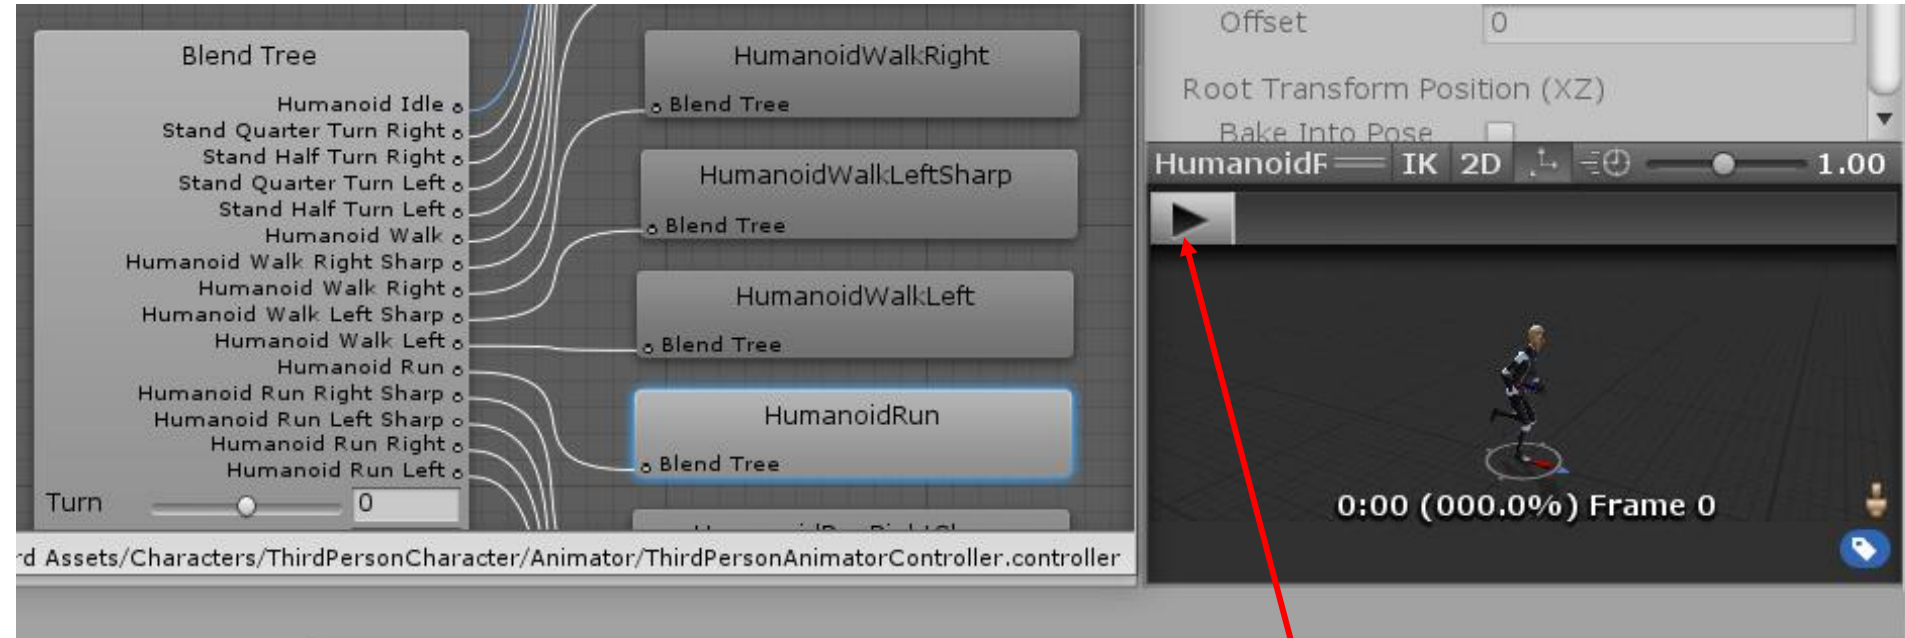 Blend Tree
Humanoid Idle
Stand Quarter Turn Right
Stand Half Turn Right
Stand Quarter Turn Left
Stand Half Turn Left
Humanoid Walk
Humanoid Walk Right Sharp
Humanoid Walk Right
Humanoid Walk Left Sharp
Humanoid Walk Left
Humanoid Run
Humanoid Run Right Sharp
Humanoid Run Left Sharp
Humanoid Run Right
Humanoid Run Left
Turn 0
HumanoidWalkRight
Blend Tree
HumanoidWalkLeftSharp
Blend Tree
HumanoidWalkLeft
Blend Tree
HumanoidRun
Blend Tree
rd Assets/Characters/ThirdPersonCharacter/Animator/ThirdPersonAnimatorController.controller
Offset 0
Root Transform Position (XZ)
Bake Into Pose
HumanoidF IK 2D 1.00
0:00 (000.0%) Frame 0